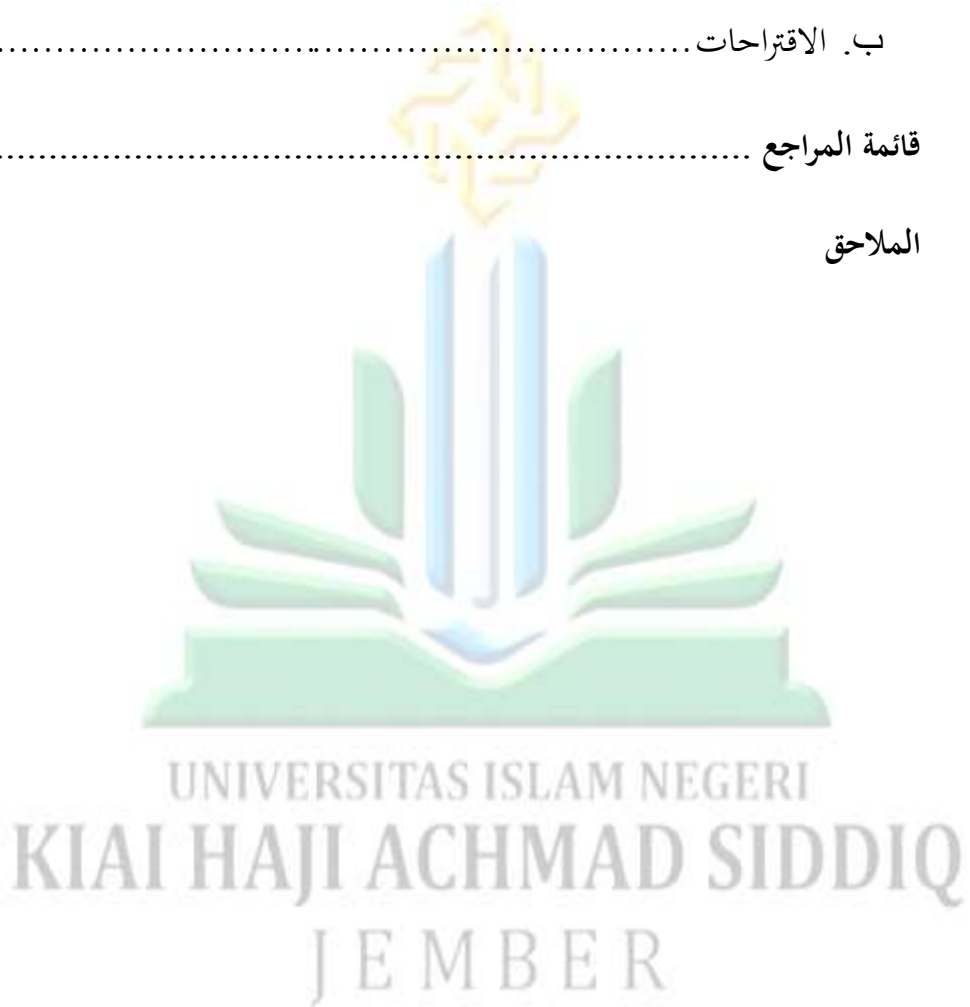 ب. الاقتراحات ............................................................
قائمة المراجع ......................................................................
الملاحق
UNIVERSITAS ISLAM NEGERI
KIAI HAJI ACHMAD SIDDIQ
JEMBER